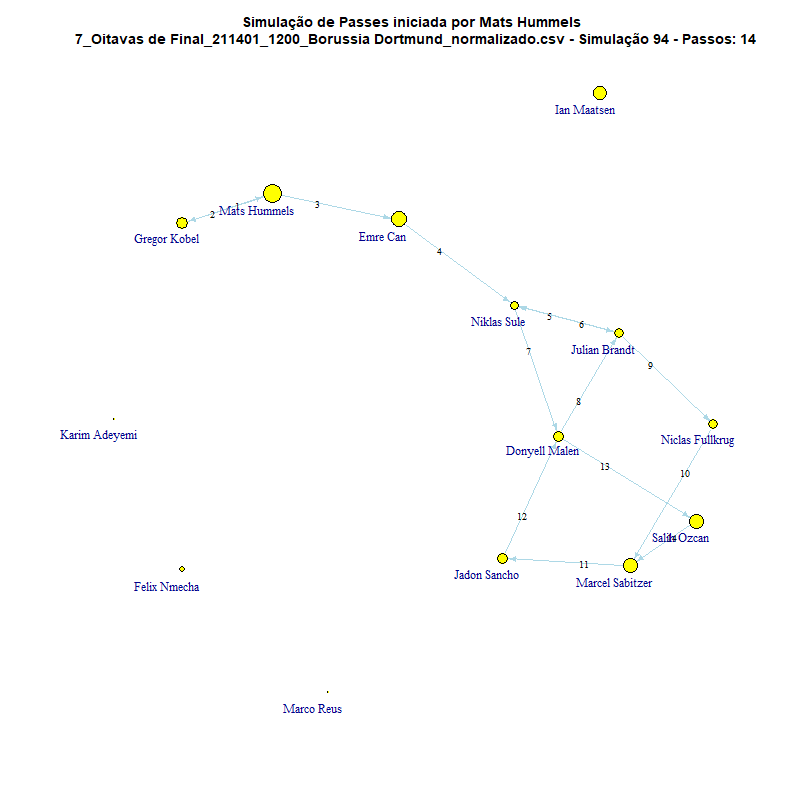 Simulação de Passes iniciada por Mats Hummels
7_Oitavas de Final_211401_1200_Borussia Dortmund_normalizado.csv - Simulação 94 - Passos: 14
Ian Maatsen
1
2
3
Mats Hummels
Gregor Kobel
Emre Can
4
Niklas Sule
5
6
Julian Brandt
7
9
8
Niclas Fullkrug
Karim Adeyemi
Donyell Malen
13
10
12
Salih Ozcan
14
11
Jadon Sancho
Marcel Sabitzer
Felix Nmecha
Marco Reus